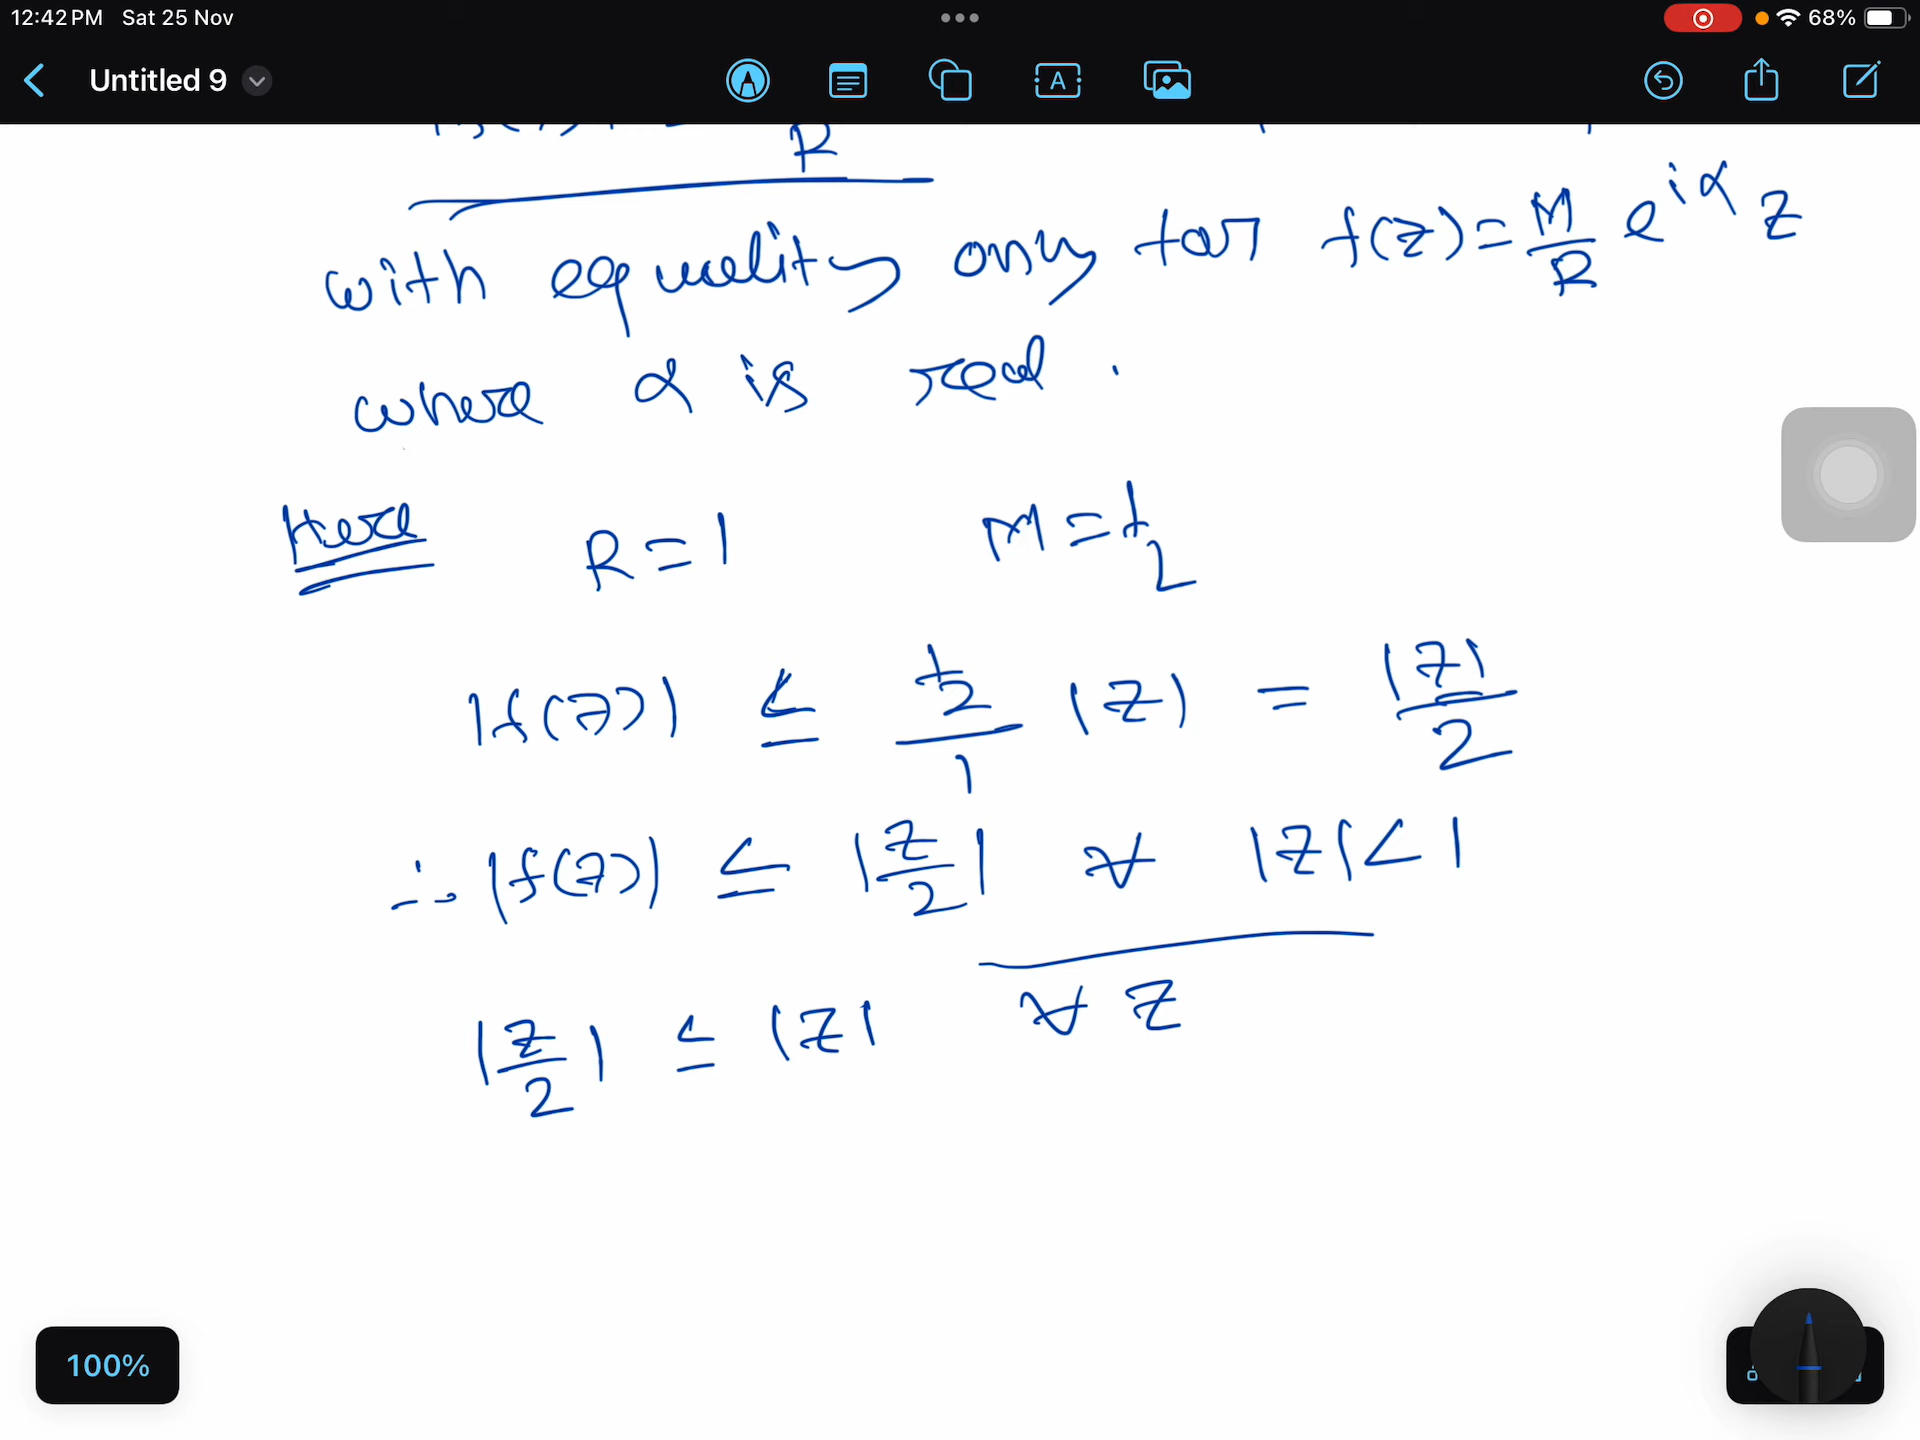 12:42 PM Sat 25 Nov 68%
Untitled 9
A
R
with equality only for f(z) = M/R e^{iα} z
where α is real.
Here R = 1 M = 1/2
|f(z)| ≤ (1/2)/1 |z| = |z|/2
∴ |f(z)| ≤ |z/2| ∀ |z| < 1
|z/2| ≤ |z| ∀ z
100%